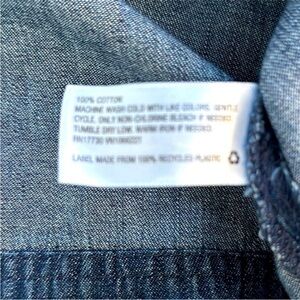 100% COTTON
MACHINE WASH COLD WITH LIKE COLORS, GENTLE
CYCLE. ONLY NON-CHLORINE BLEACH IF NEEDED.
TUMBLE DRY LOW. WARM IRON IF NEEDED.
RN17730
LABEL MADE FROM 100% RECYCLED PLASTIC